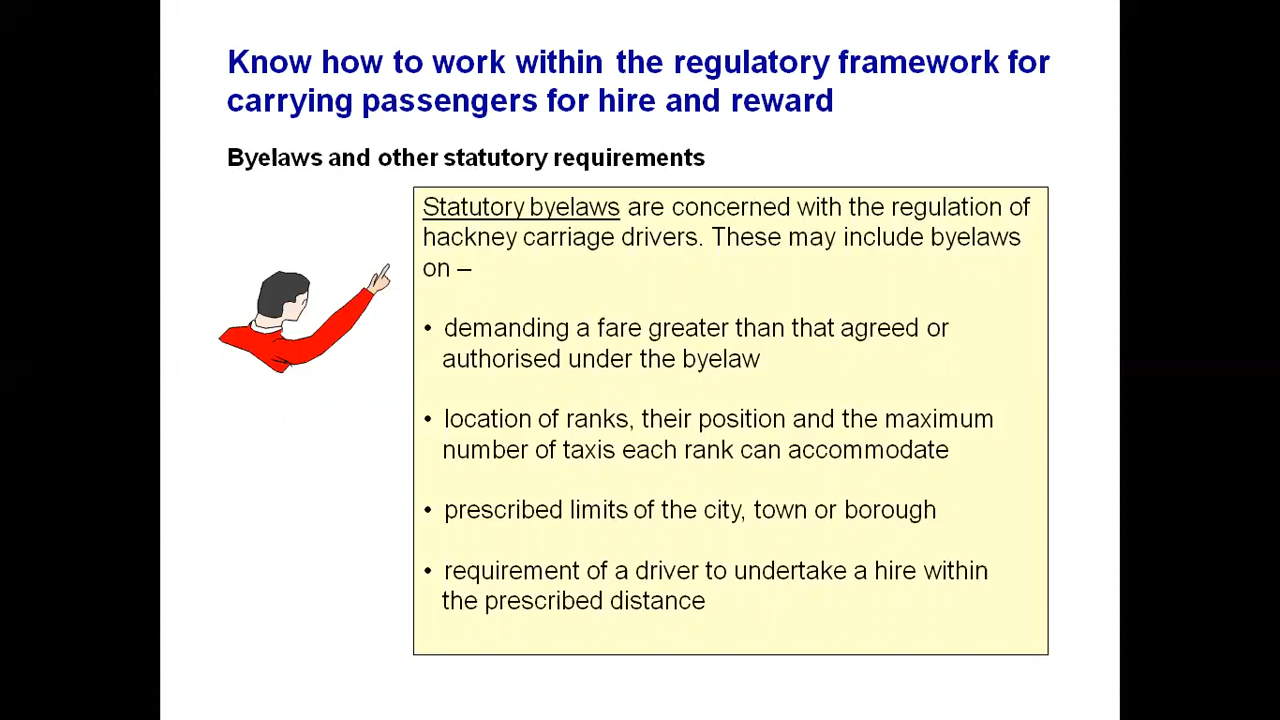 Know how to work within the regulatory framework for
carrying passengers for hire and reward
Byelaws and other statutory requirements
Statutory byelaws are concerned with the regulation of
hackney carriage drivers. These may include byelaws
on –
• demanding a fare greater than that agreed or
authorised under the byelaw
• location of ranks, their position and the maximum
number of taxis each rank can accommodate
• prescribed limits of the city, town or borough
• requirement of a driver to undertake a hire within
the prescribed distance